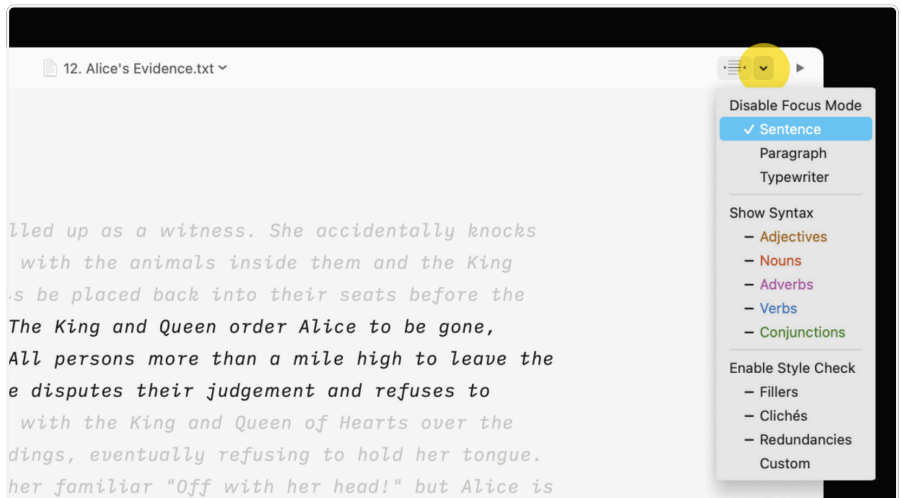 12. Alice's Evidence.txt
Disable Focus Mode
✓ Sentence
Paragraph
Typewriter
Show Syntax
– Adjectives
– Nouns
– Adverbs
– Verbs
– Conjunctions
Enable Style Check
– Fillers
– Clichés
– Redundancies
Custom
lled up as a witness. She accidentally knocks
with the animals inside them and the King
s be placed back into their seats before the
The King and Queen order Alice to be gone,
All persons more than a mile high to leave the
e disputes their judgement and refuses to
with the King and Queen of Hearts over the
dings, eventually refusing to hold her tongue.
her familiar "Off with her head!" but Alice is